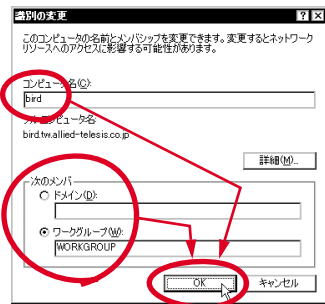 識別の変更
このコンピュータの名前とメンバシップを変更できます。変更するとネットワーク
リソースへのアクセスに影響する可能性があります。
コンピュータ名(C):
bird
フル コンピュータ名:
bird.tw.allied-telesis.co.jp
詳細(M)...
次のメンバ
ドメイン(D):
ワークグループ(W):
WORKGROUP
OK
キャンセル